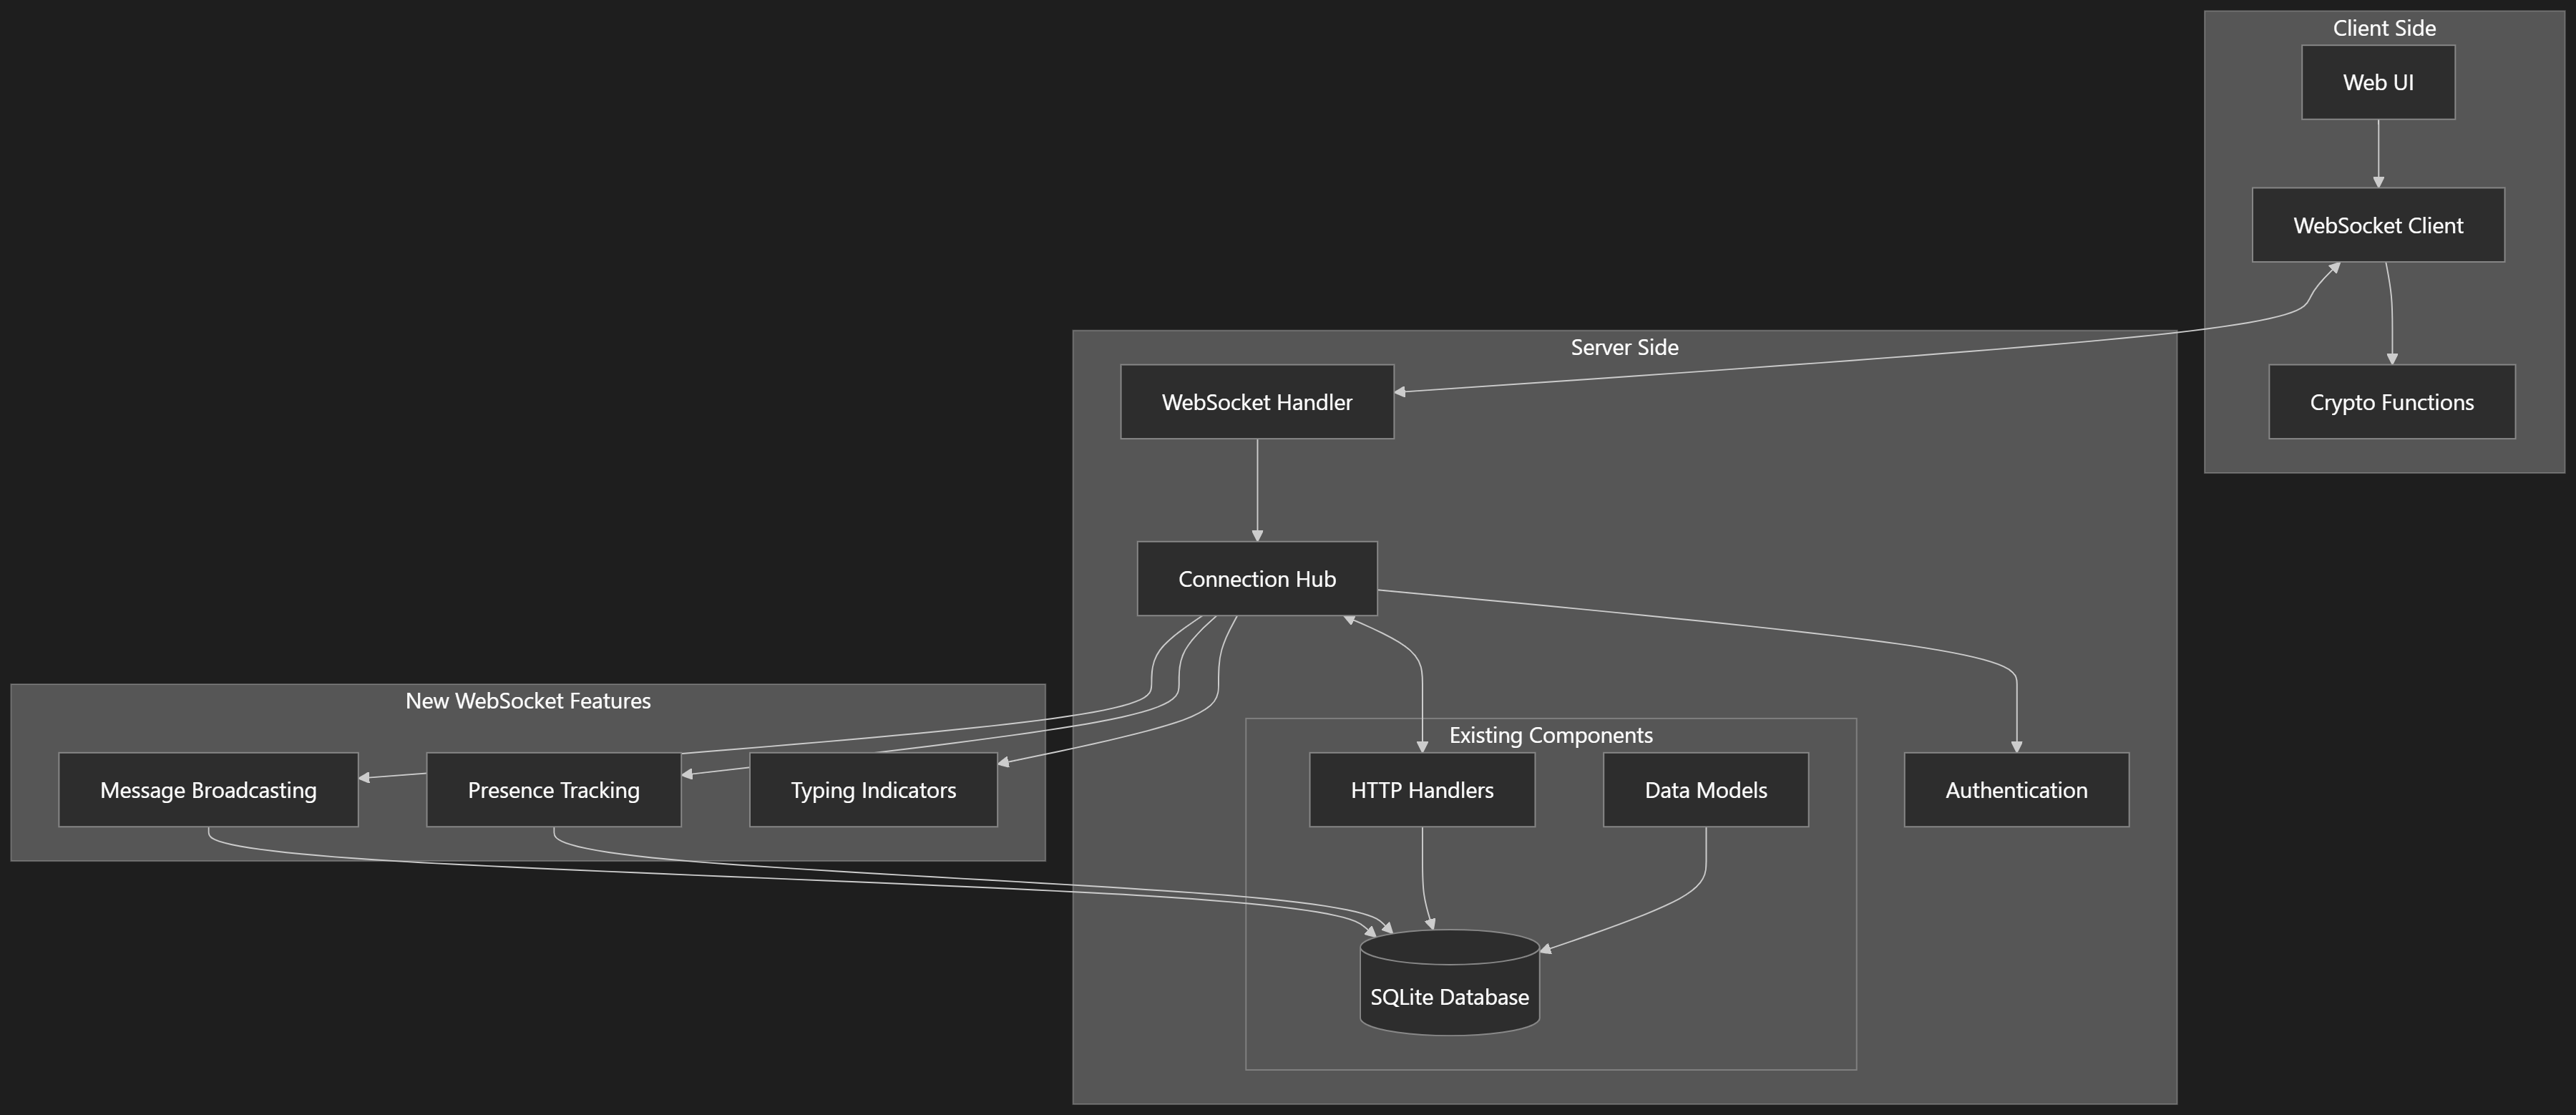 Client Side
Web UI
WebSocket Client
Crypto Functions
Server Side
WebSocket Handler
Connection Hub
New WebSocket Features
Message Broadcasting
Presence Tracking
Typing Indicators
Existing Components
HTTP Handlers
Data Models
Authentication
SQLite Database